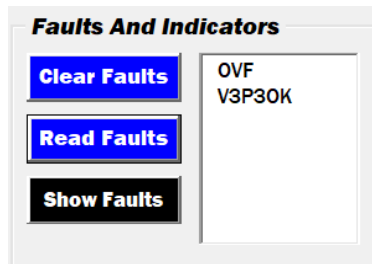 Faults And Indicators
Clear Faults
OVF
V3P3OK
Read Faults
Show Faults